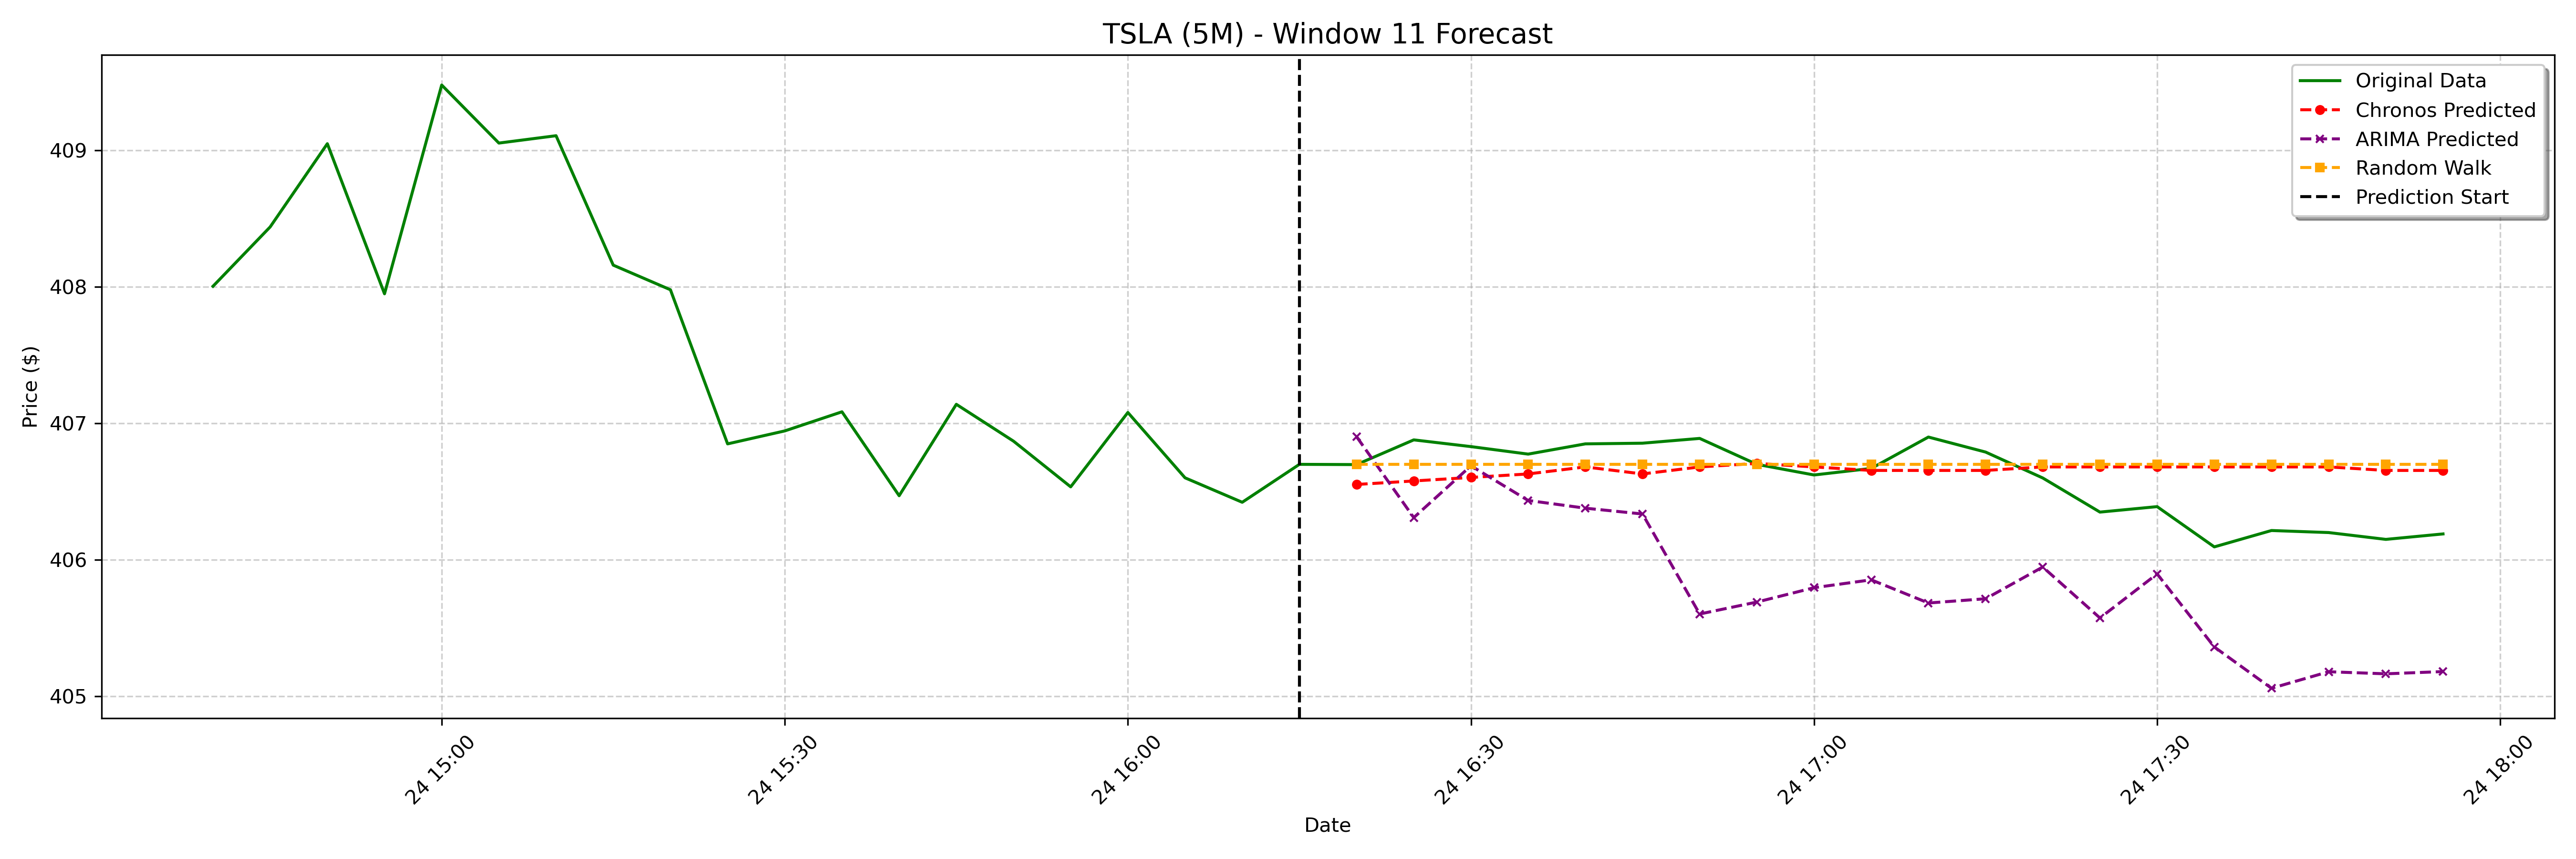 TSLA (5M) - Window 11 Forecast
Original Data
Chronos Predicted
ARIMA Predicted
Random Walk
Prediction Start
Price ($)
409
408
407
406
405
24 15:00
24 15:30
24 16:00
24 16:30
24 17:00
24 17:30
24 18:00
Date